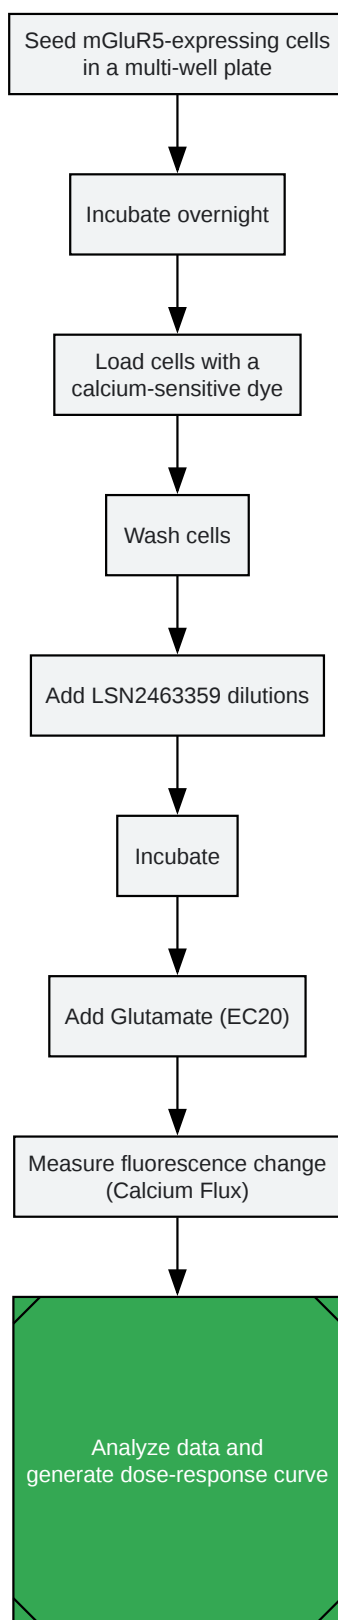 Seed mGluR5-expressing cells
in a multi-well plate
Incubate overnight
Load cells with a
calcium-sensitive dye
Wash cells
Add LSN2463359 dilutions
Incubate
Add Glutamate (EC20)
Measure fluorescence change
(Calcium Flux)
Analyze data and
generate dose-response curve